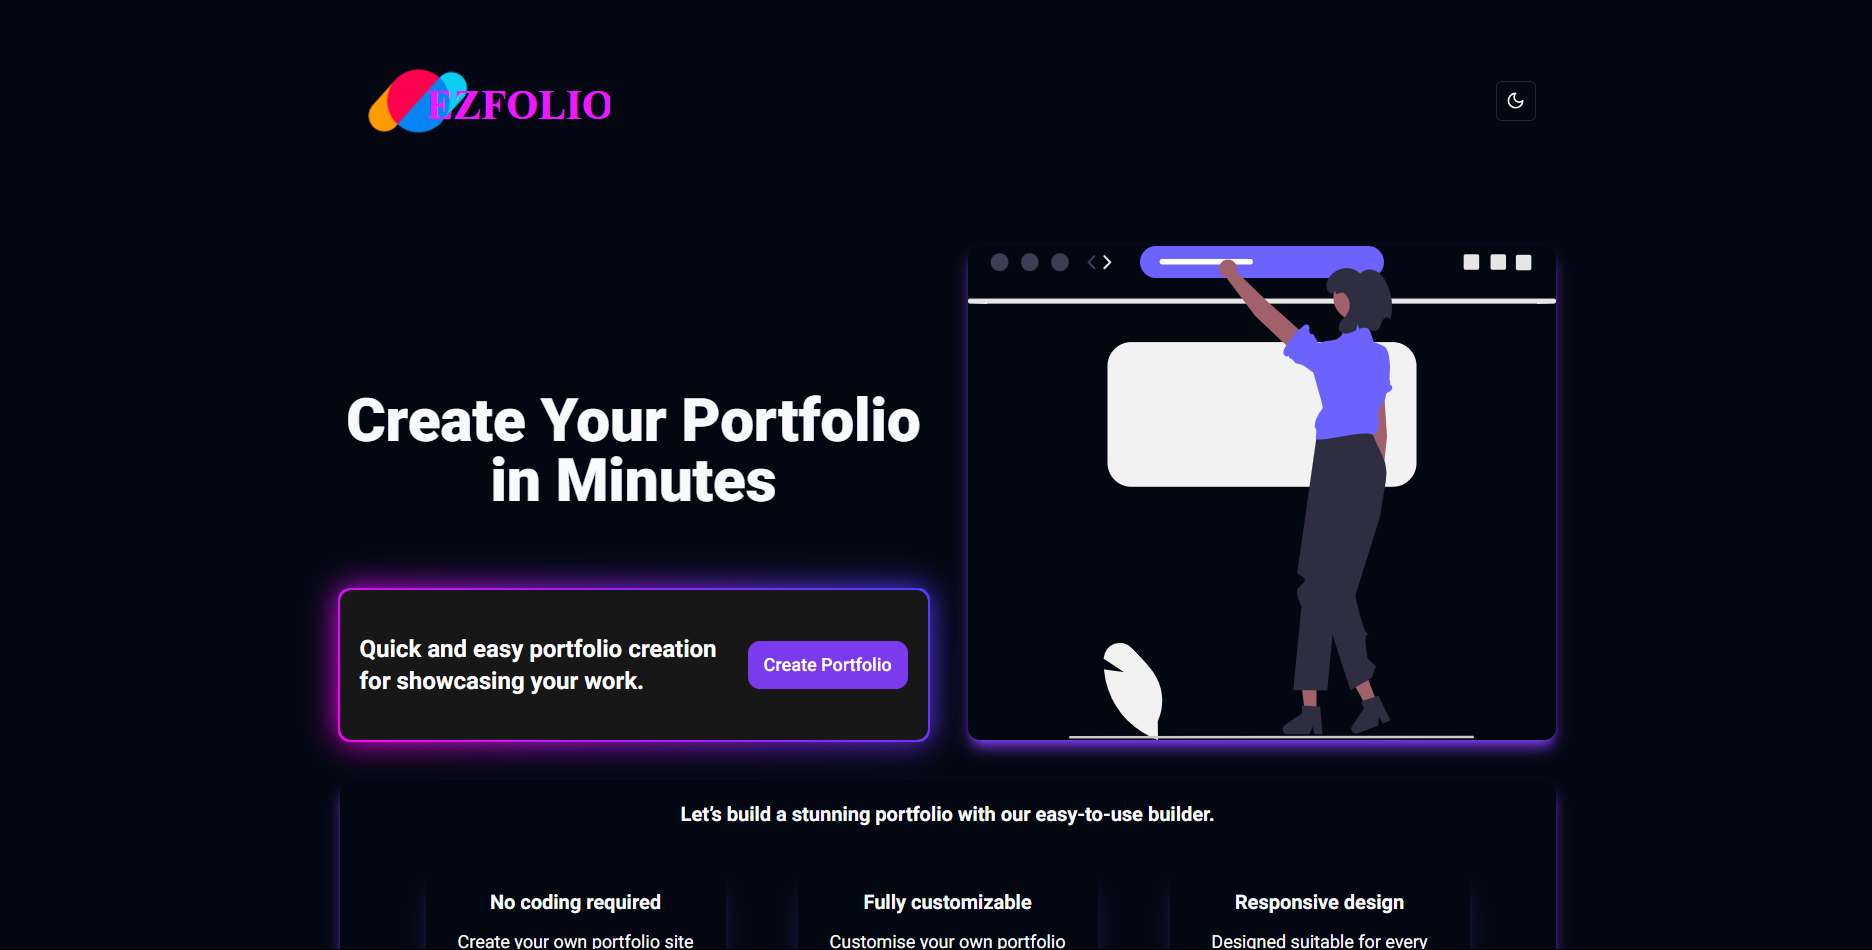 EZFOLIO
Create Your Portfolio
in Minutes
Quick and easy portfolio creation
for showcasing your work.
Create Portfolio
Let’s build a stunning portfolio with our easy-to-use builder.
No coding required
Create your own portfolio site
Fully customizable
Customise your own portfolio
Responsive design
Designed suitable for every